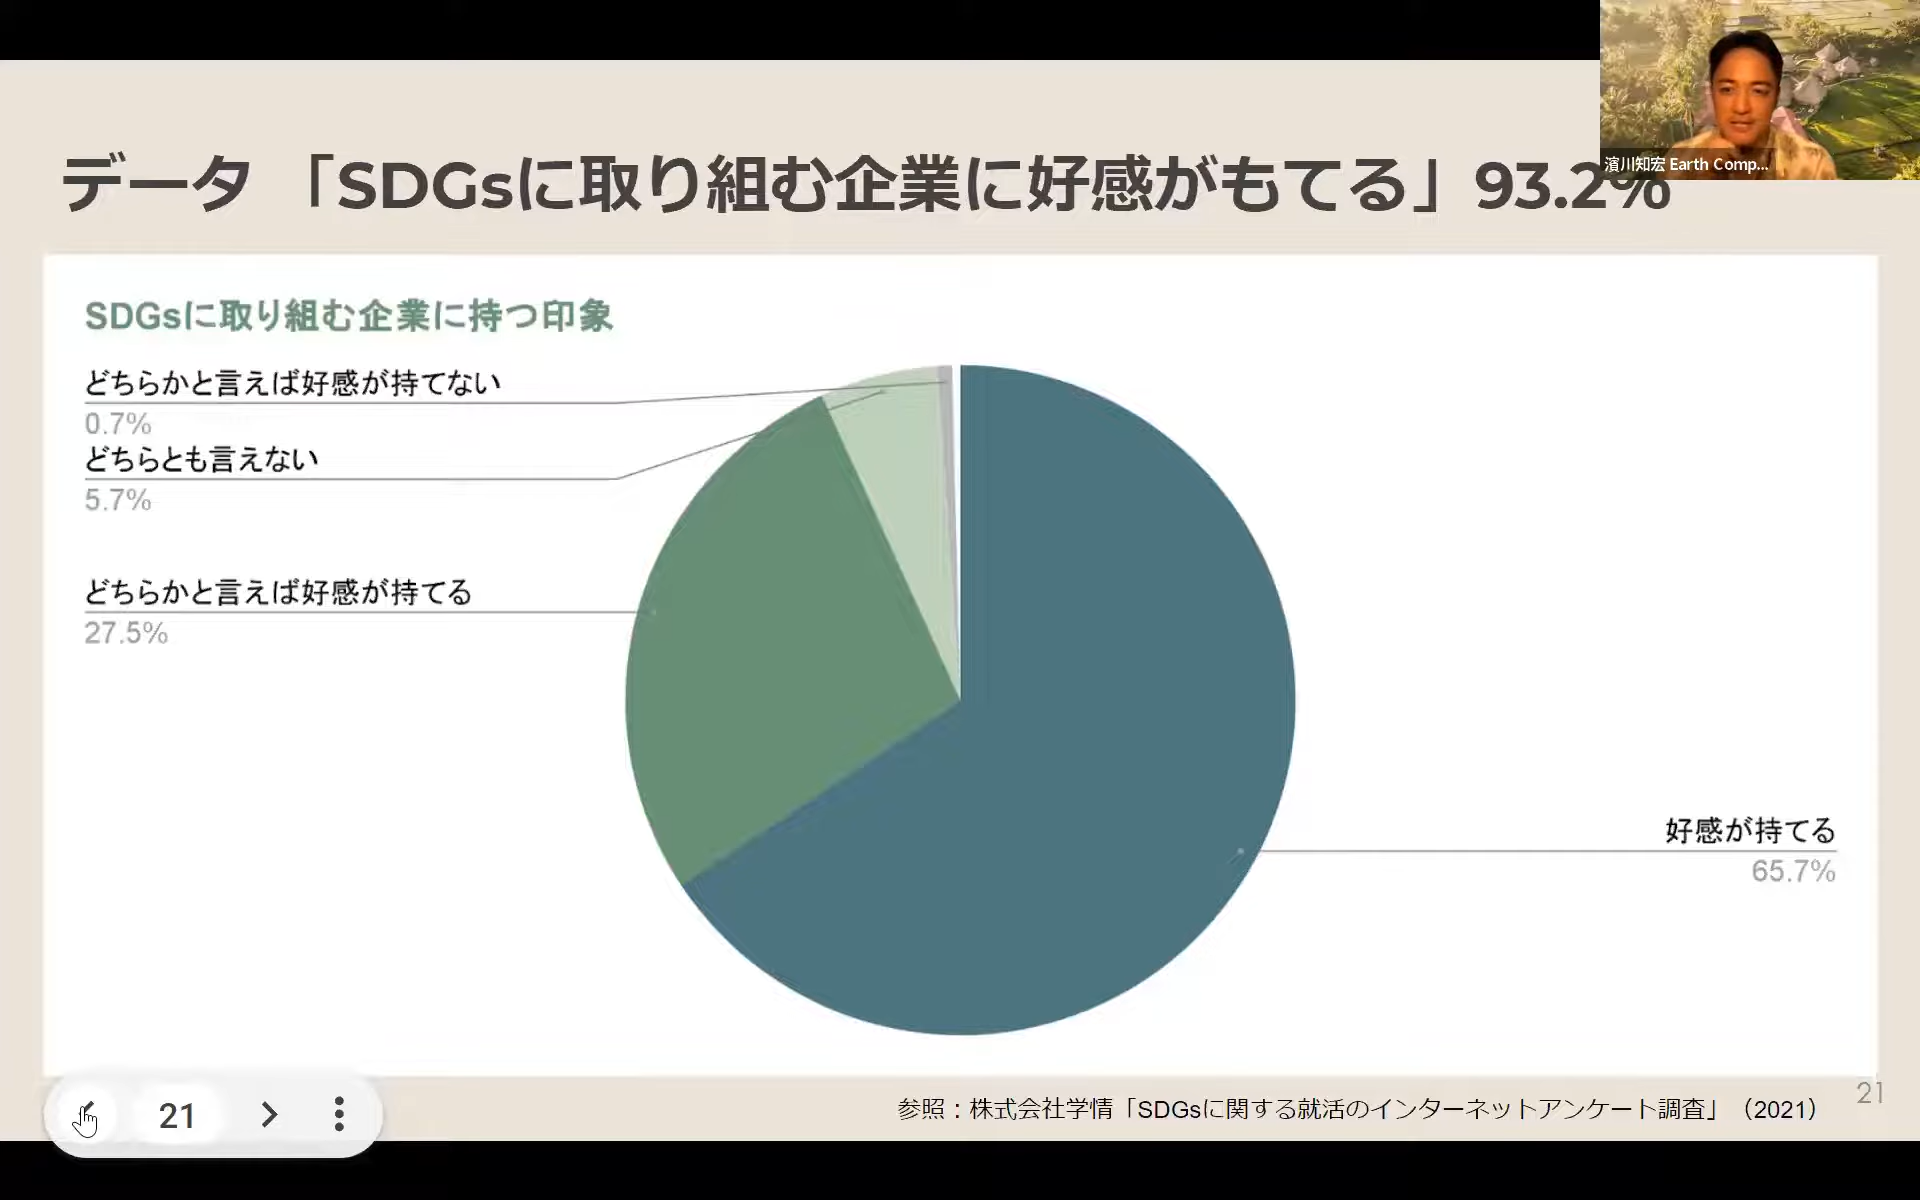 濱川知宏 Earth Comp...
データ 「SDGsに取り組む企業に好感がもてる」 93.2%
SDGsに取り組む企業に持つ印象
どちらかと言えば好感が持てない
0.7%
どちらとも言えない
5.7%
どちらかと言えば好感が持てる
27.5%
好感が持てる
65.7%
参照：株式会社学情「SDGsに関する就活のインターネットアンケート調査」（2021）
21
21